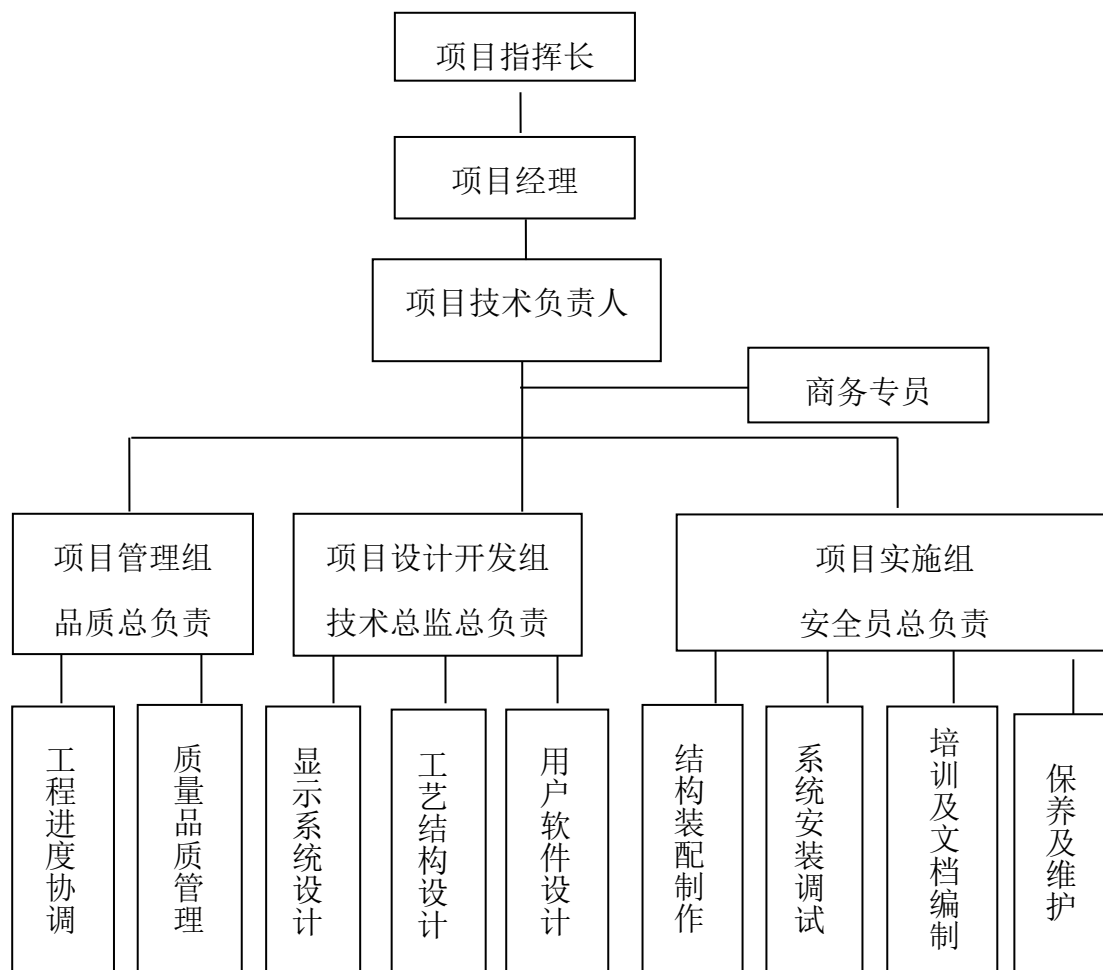 项目指挥长
项目经理
项目技术负责人
商务专员
项目管理组
品质总负责
项目设计开发组
技术总监总负责
项目实施组
安全员总负责
工程进度协调
质量品质管理
显示系统设计
工艺结构设计
用户软件设计
结构装配制作
系统安装调试
培训及文档编制
保养及维护